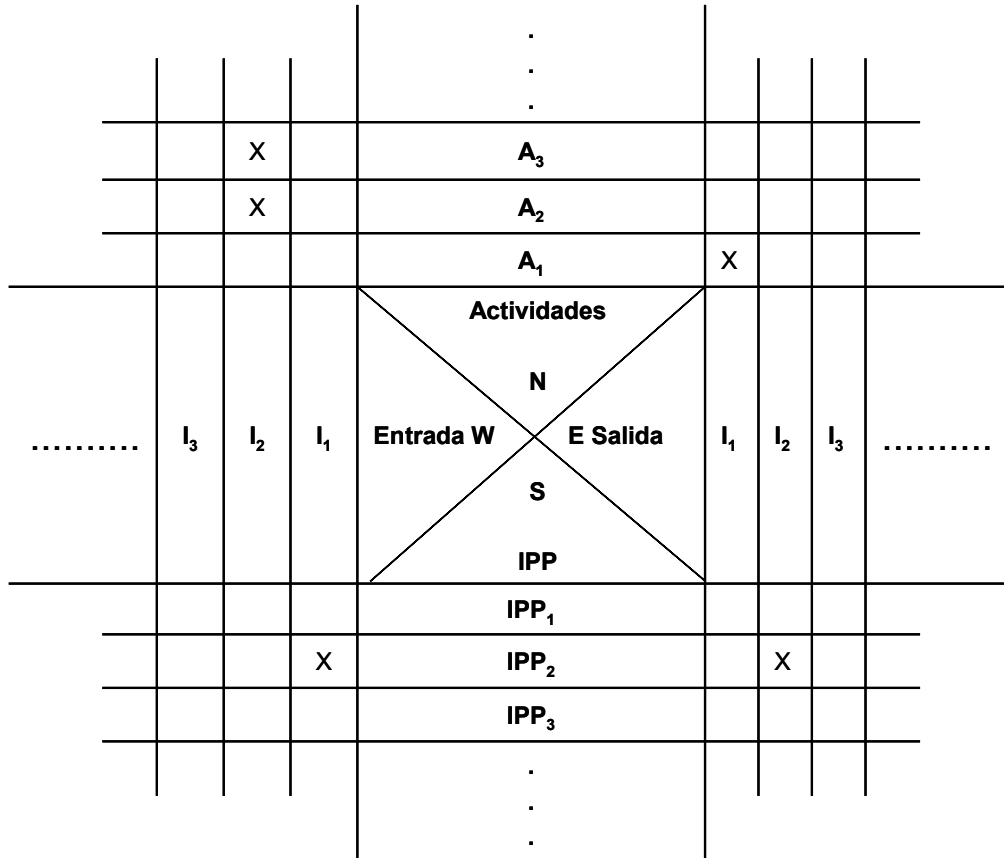 .
.
.
X A₃
X A₂
A₁ X
Actividades
N
.......... I₃ I₂ I₁ Entrada W E Salida I₁ I₂ I₃ ..........
S
IPP
IPP₁
X IPP₂ X
IPP₃
.
.
.